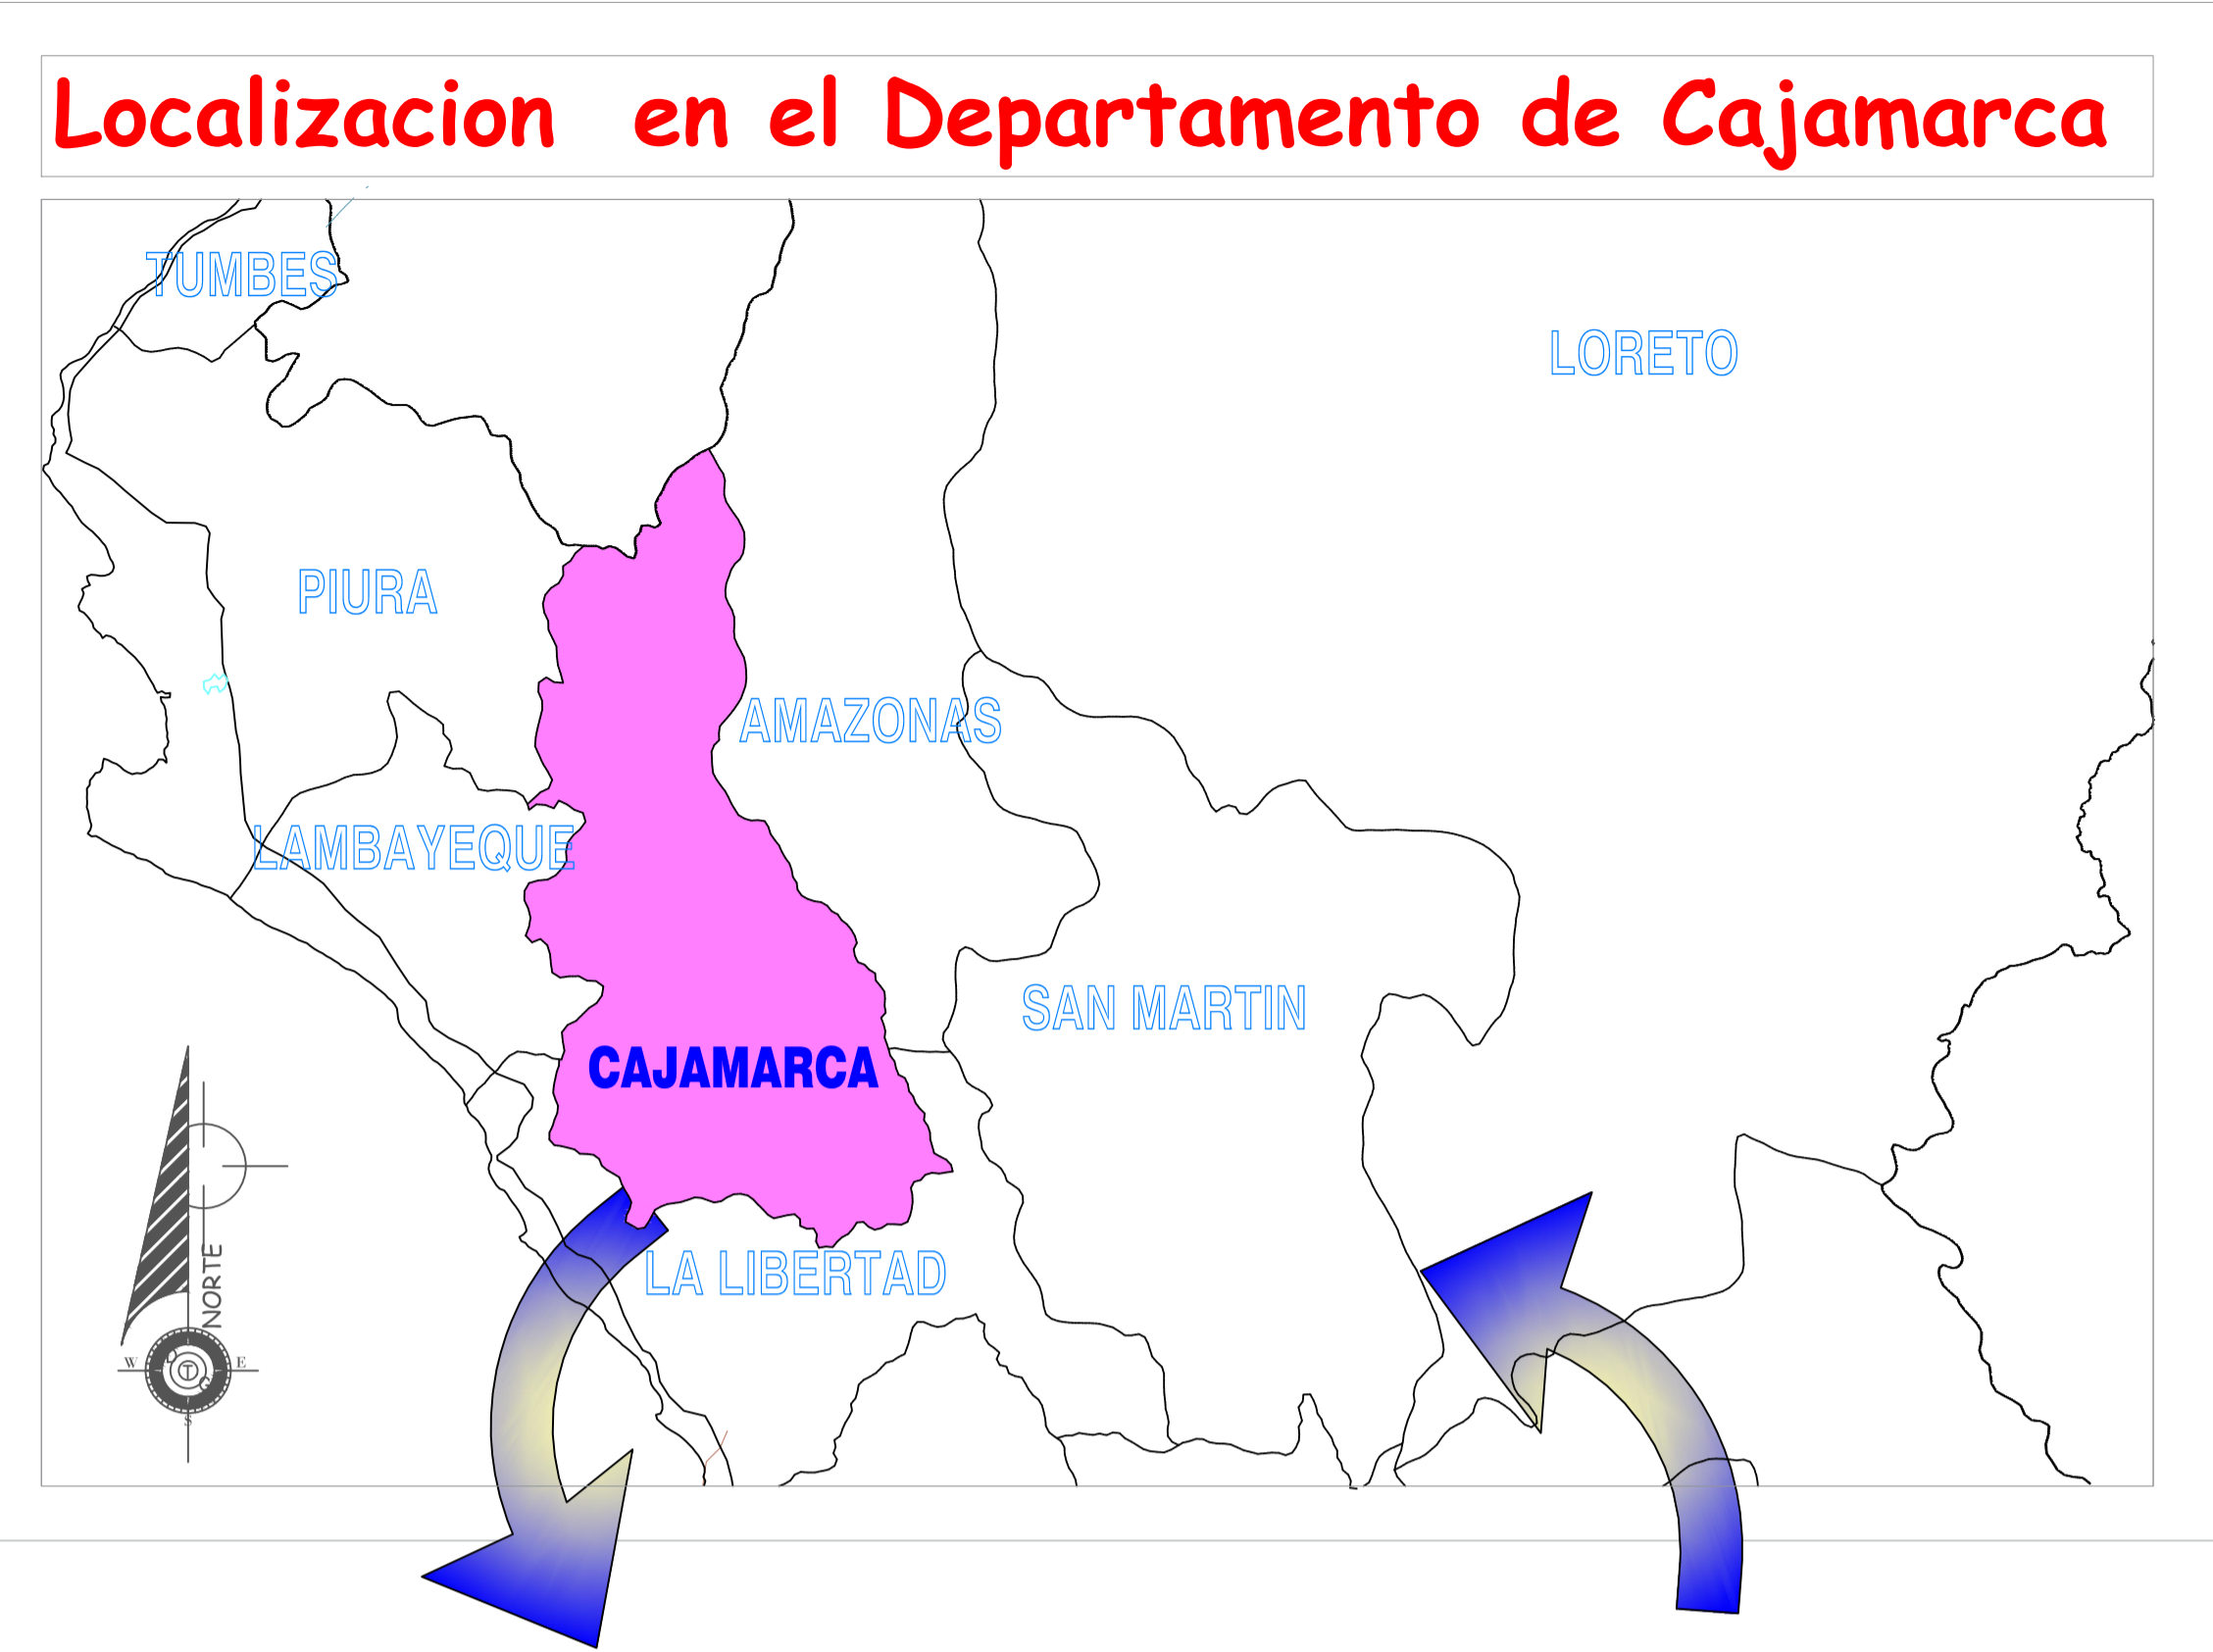 Localizacion en el Departamento de Cajamarca
TUMBES
LORETO
PIURA
AMAZONAS
LAMBAYEQUE
SAN MARTIN
CAJAMARCA
LA LIBERTAD
NORTE
W
E
S
D
T
G